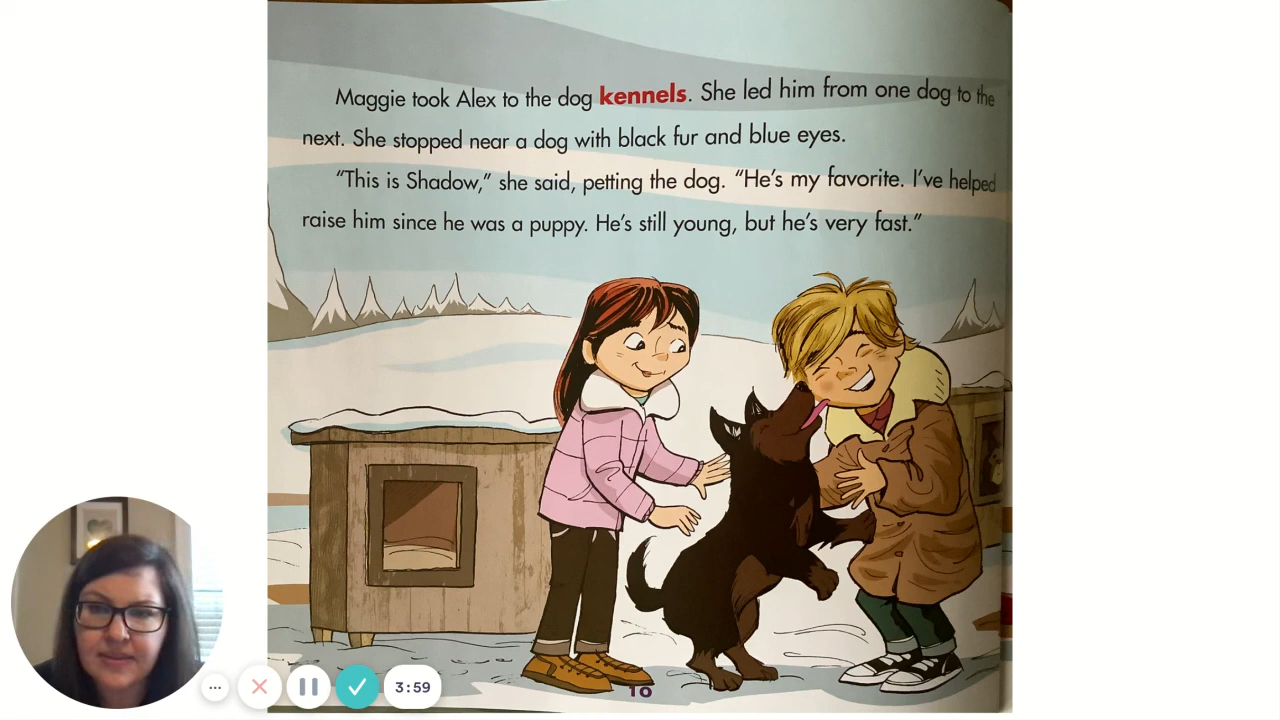 Maggie took Alex to the dog kennels. She led him from one dog to the
next. She stopped near a dog with black fur and blue eyes.
“This is Shadow,” she said, petting the dog. “He’s my favorite. I’ve helped
raise him since he was a puppy. He’s still young, but he’s very fast.”
10
3:59